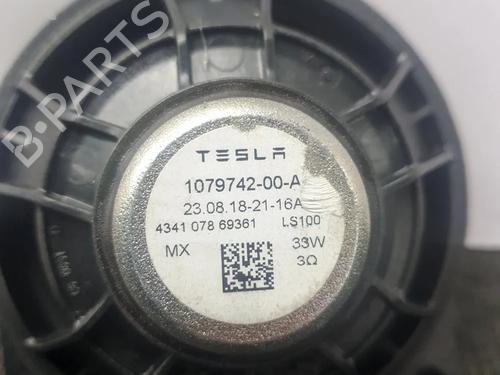 B-PARTS
TESLA
1079742-00-A
23.08.18-21-16A
4341 078 69361 LS100
MX 33W
3Ω